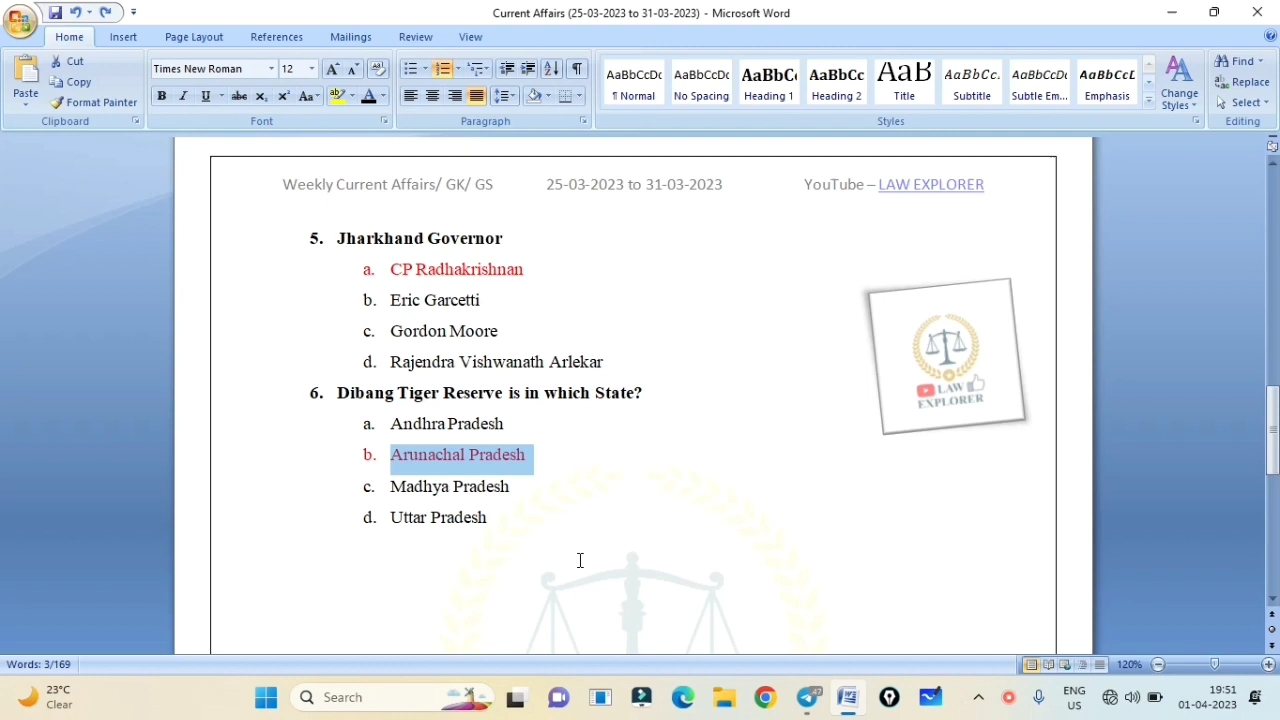 Current Affairs (25-03-2023 to 31-03-2023) - Microsoft Word
Home Insert Page Layout References Mailings Review View
Paste
Cut
Copy
Format Painter
Clipboard
Times New Roman 12
B I U abc x₂ x² Aa
Font
Paragraph
AaBbCcDc AaBbCcDc AaBbC AaBbCc AaB AaBbCc. AaBbCcDc AaBbCcL
¶ Normal No Spacing Heading 1 Heading 2 Title Subtitle Subtle Em... Emphasis
Change Styles
Styles
Find
Replace
Select
Editing
Weekly Current Affairs/ GK/ GS 25-03-2023 to 31-03-2023 YouTube – LAW EXPLORER
5. Jharkhand Governor
a. CP Radhakrishnan
b. Eric Garcetti
c. Gordon Moore
d. Rajendra Vishwanath Arlekar
6. Dibang Tiger Reserve is in which State?
a. Andhra Pradesh
b. Arunachal Pradesh
c. Madhya Pradesh
d. Uttar Pradesh
LAW
EXPLORER
Words: 3/169
120%
23°C
Clear
Search
47
ENG
US
19:51
01-04-2023